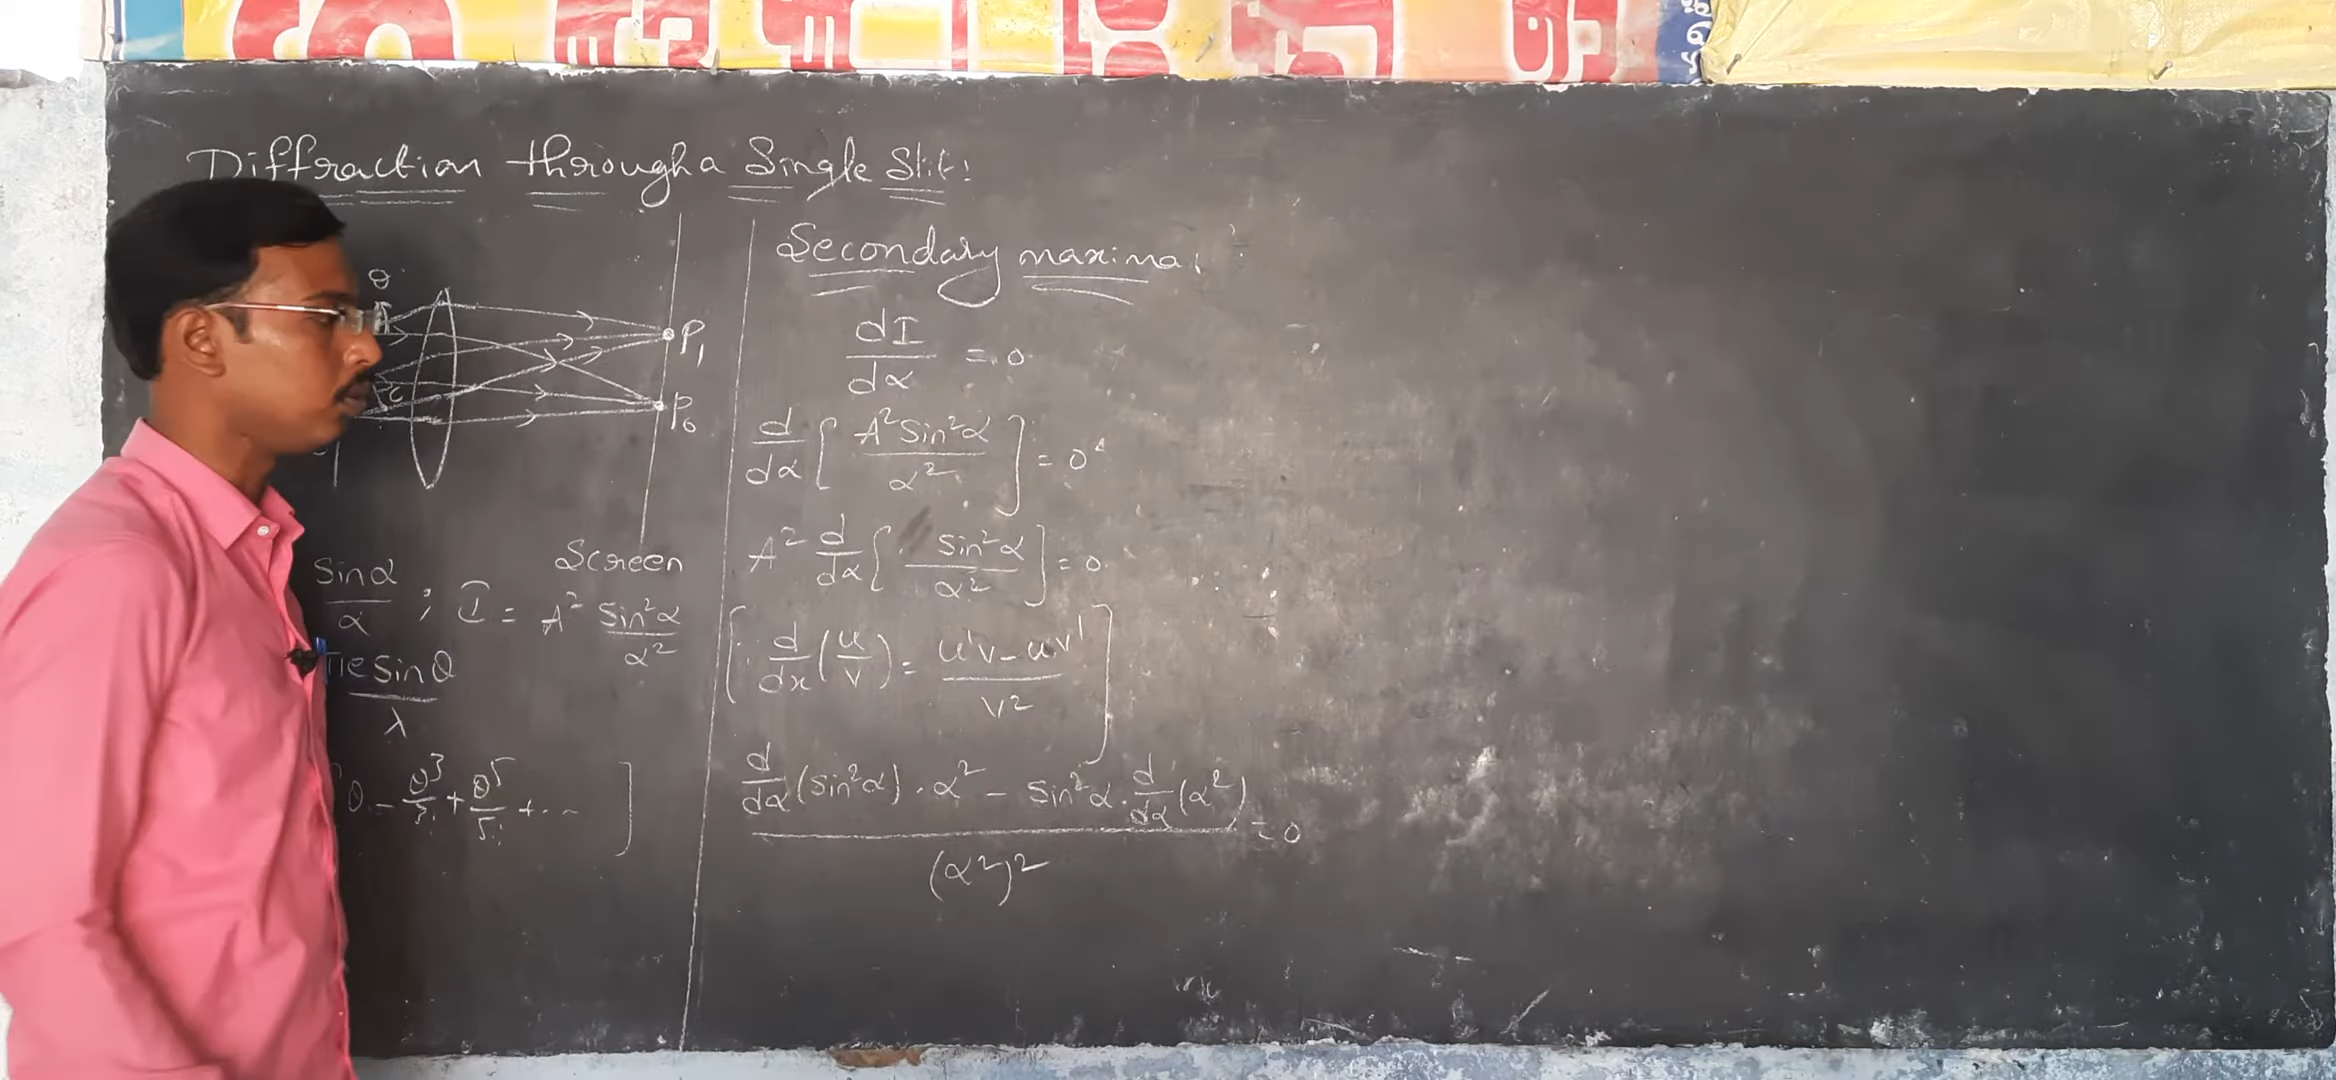 Diffraction through a Single Slit:
θ
P₁
P₀
Screen
Sinα/α ; I = A² Sin²α/α²
πe Sinθ/λ
[θ - θ³/3! + θ⁵/5! + ...]
Secondary maxima:
dI/dα = 0
d/dα [A² Sin²α/α²] = 0
A² d/dα [Sin²α/α²] = 0
[d/dx (u/v) = (u'v - uv')/v²]
(d/dα (Sin²α) · α² - Sin²α · d/dα (α²))/(α²)² = 0